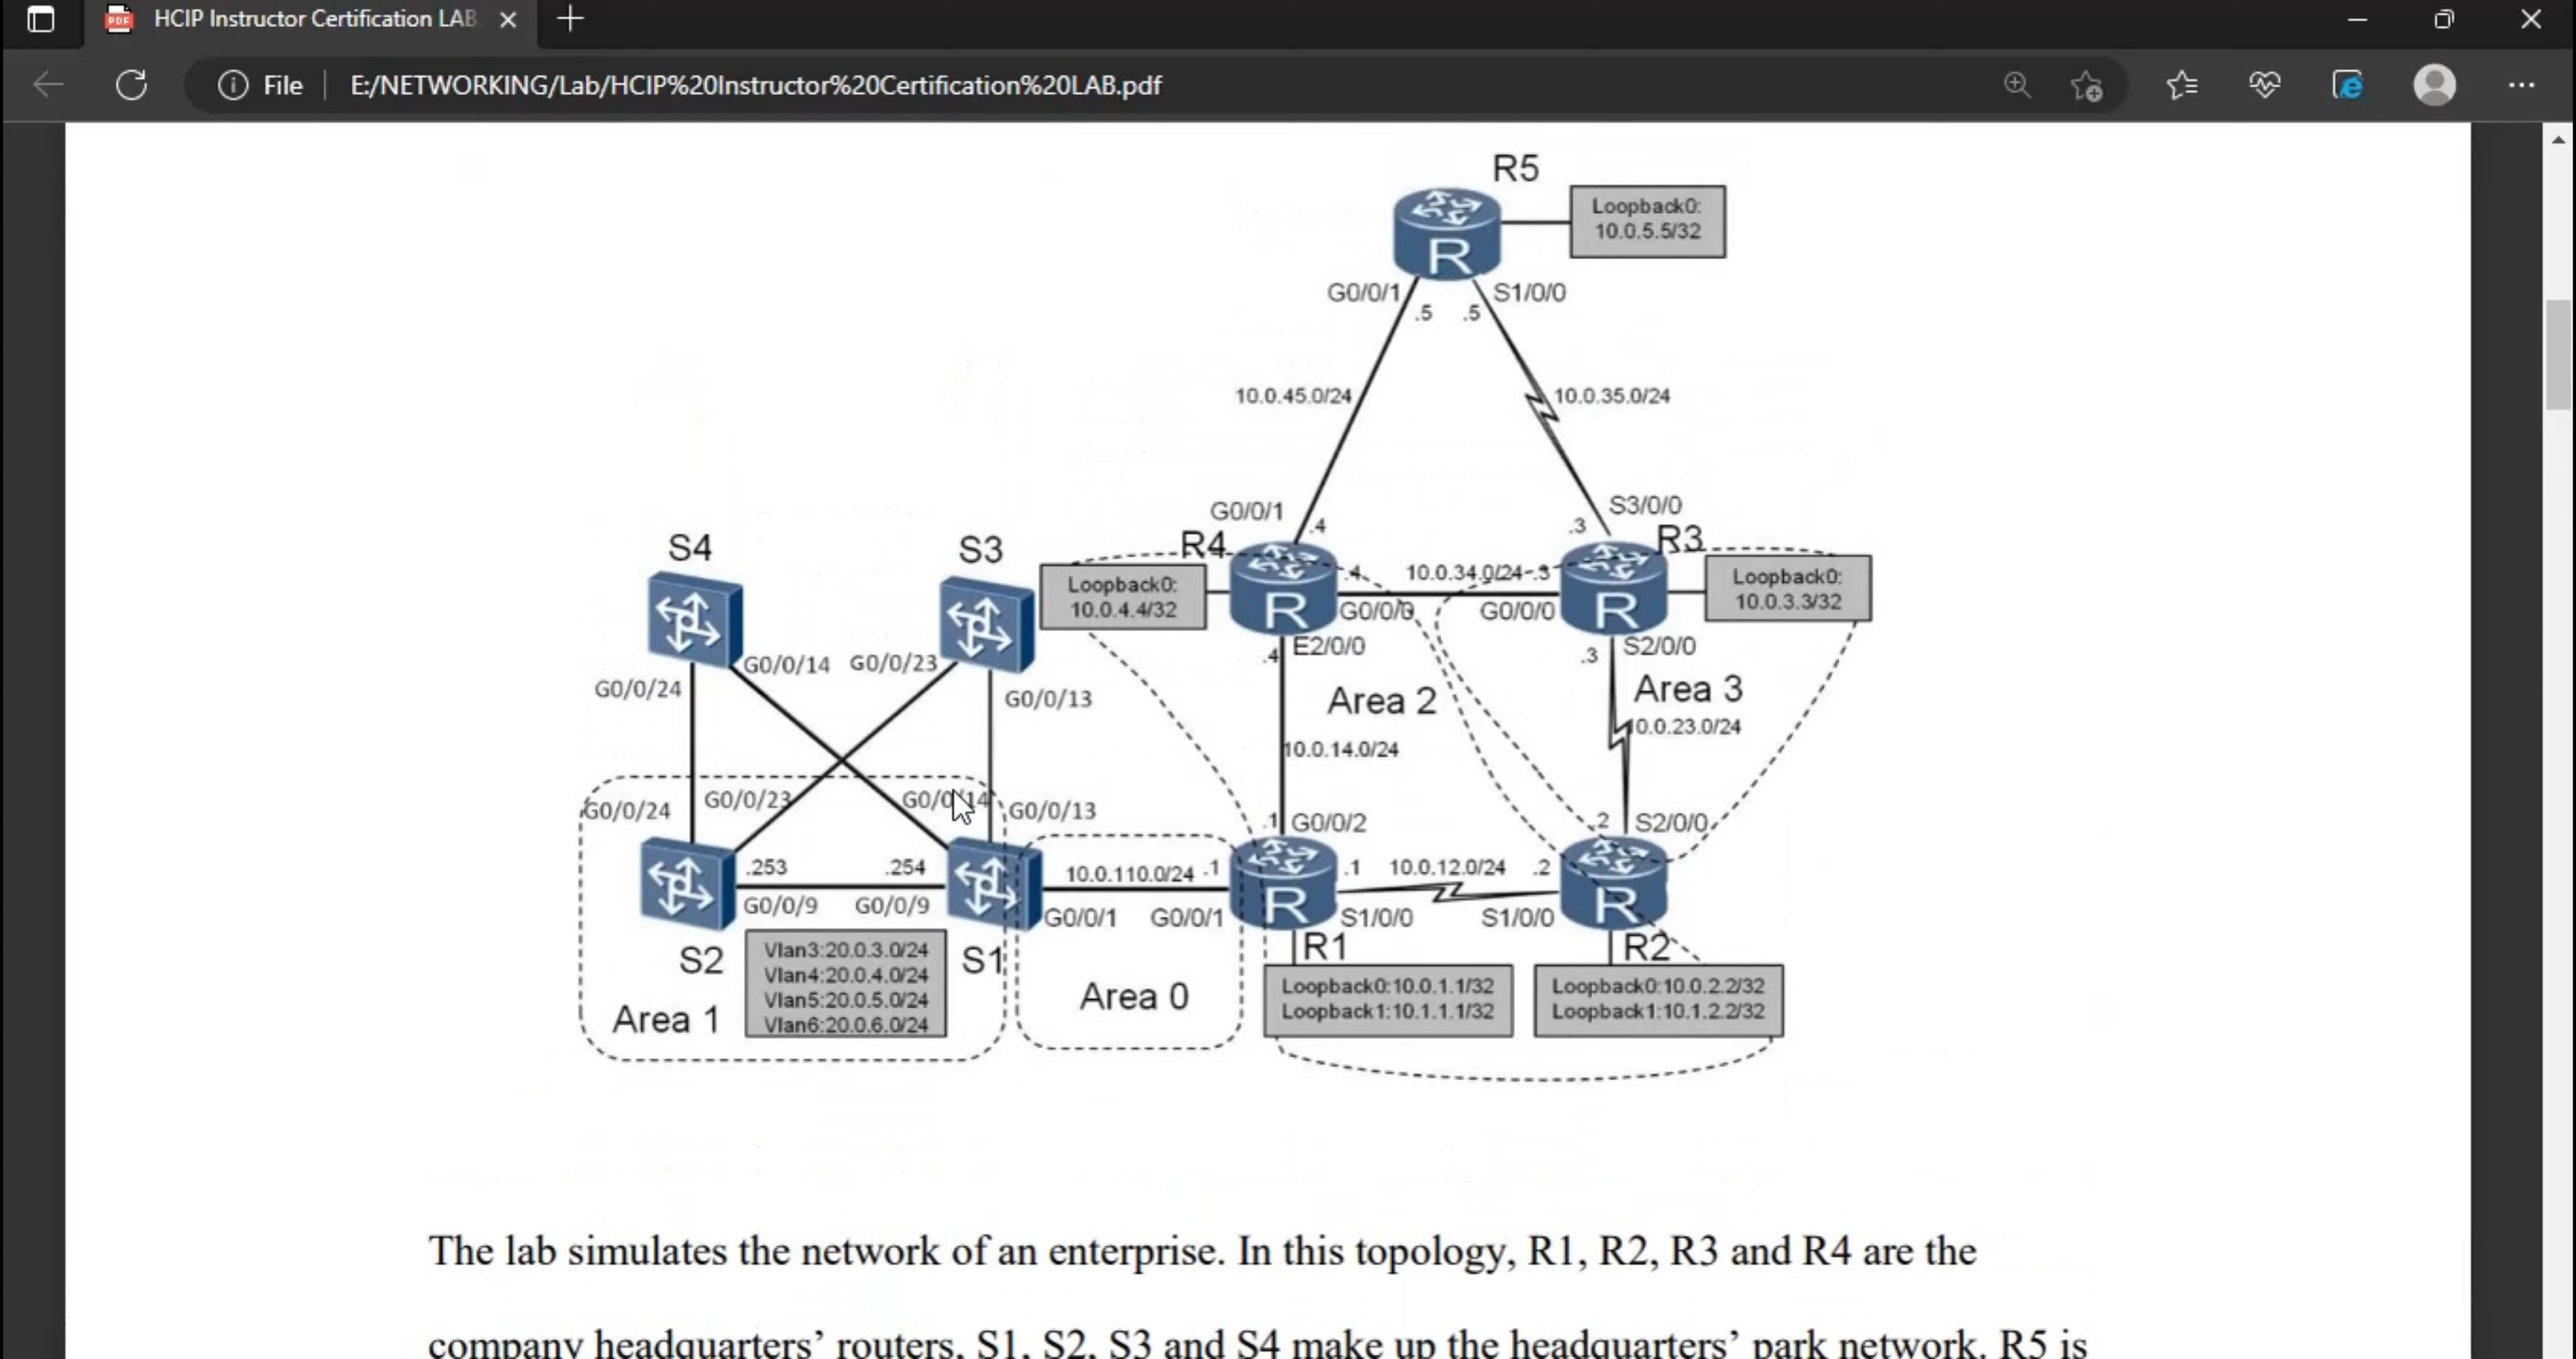 HCIP Instructor Certification LAB.
File
E:/NETWORKING/Lab/HCIP%20Instructor%20Certification%20LAB.pdf
R5
Loopback0:
10.0.5.5/32
R
G0/0/1
S1/0/0
.5
.5
10.0.45.0/24
10.0.35.0/24
G0/0/1
.4
S3/0/0
.3
S4
S3
R4
R3
Loopback0:
10.0.4.4/32
R
.4
10.0.34.0/24
.3
R
Loopback0:
10.0.3.3/32
G0/0/0
G0/0/0
G0/0/14
G0/0/23
.4
E2/0/0
.3
S2/0/0
G0/0/24
G0/0/13
Area 2
Area 3
10.0.23.0/24
10.0.14.0/24
G0/0/24
G0/0/23
G0/0/14
G0/0/13
.1
G0/0/2
.2
S2/0/0
.253
.254
10.0.110.0/24
.1
R
.1
10.0.12.0/24
.2
R
G0/0/9
G0/0/9
G0/0/1
G0/0/1
S1/0/0
S1/0/0
S2
S1
R1
R2
Vlan3:20.0.3.0/24
Vlan4:20.0.4.0/24
Vlan5:20.0.5.0/24
Vlan6:20.0.6.0/24
Area 1
Area 0
Loopback0:10.0.1.1/32
Loopback1:10.1.1.1/32
Loopback0:10.0.2.2/32
Loopback1:10.1.2.2/32
The lab simulates the network of an enterprise. In this topology, R1, R2, R3 and R4 are the
company headquarters' routers, S1, S2, S3 and S4 make up the headquarters' park network. R5 is